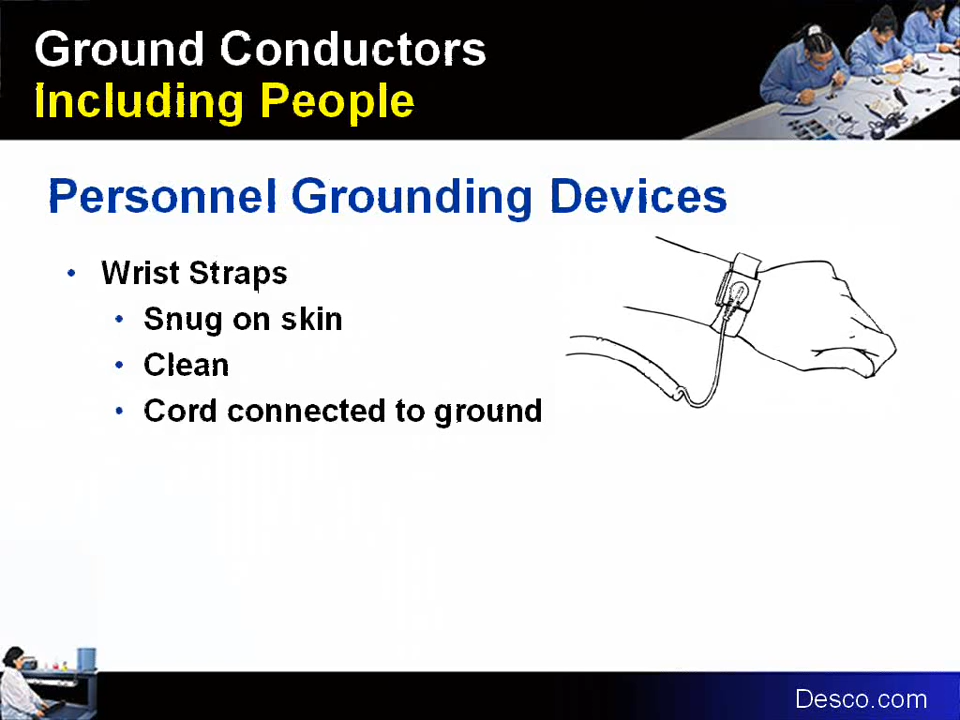 Ground Conductors
Including People
Personnel Grounding Devices
• Wrist Straps
• Snug on skin
• Clean
• Cord connected to ground
Desco.com